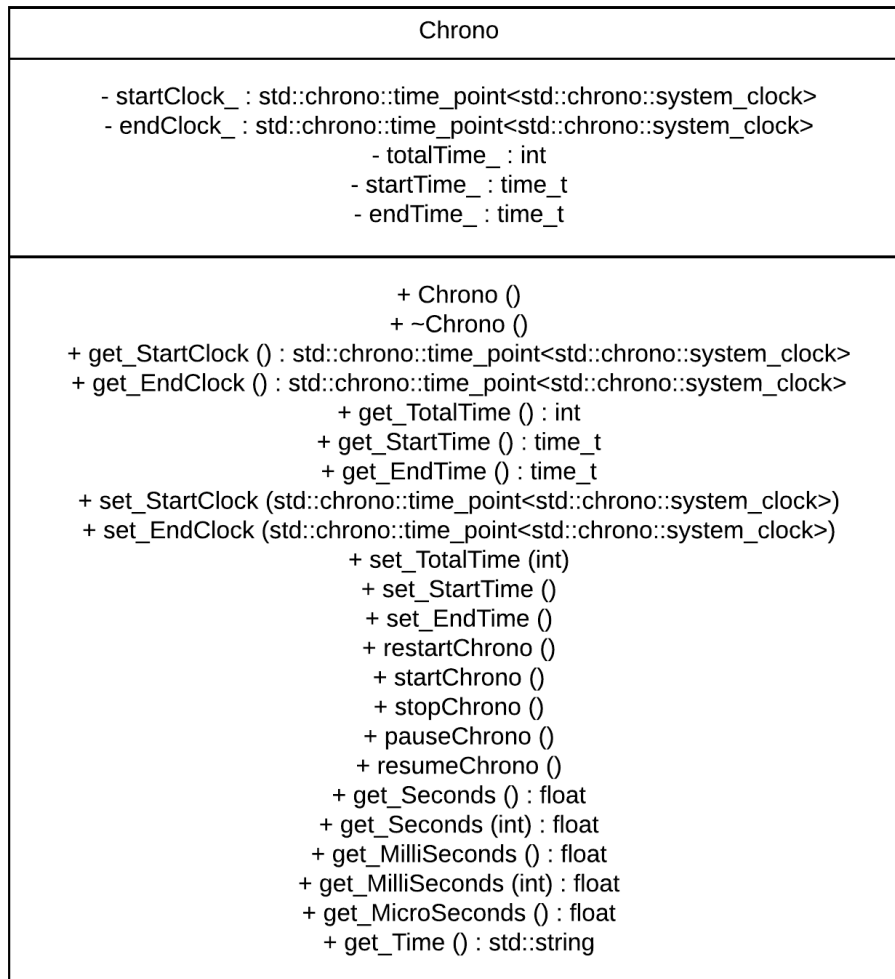 Chrono
- startClock_ : std::chrono::time_point<std::chrono::system_clock>
- endClock_ : std::chrono::time_point<std::chrono::system_clock>
- totalTime_ : int
- startTime_ : time_t
- endTime_ : time_t
+ Chrono ()
+ ~Chrono ()
+ get_StartClock () : std::chrono::time_point<std::chrono::system_clock>
+ get_EndClock () : std::chrono::time_point<std::chrono::system_clock>
+ get_TotalTime () : int
+ get_StartTime () : time_t
+ get_EndTime () : time_t
+ set_StartClock (std::chrono::time_point<std::chrono::system_clock>)
+ set_EndClock (std::chrono::time_point<std::chrono::system_clock>)
+ set_TotalTime (int)
+ set_StartTime ()
+ set_EndTime ()
+ restartChrono ()
+ startChrono ()
+ stopChrono ()
+ pauseChrono ()
+ resumeChrono ()
+ get_Seconds () : float
+ get_Seconds (int) : float
+ get_MilliSeconds () : float
+ get_MilliSeconds (int) : float
+ get_MicroSeconds () : float
+ get_Time () : std::string